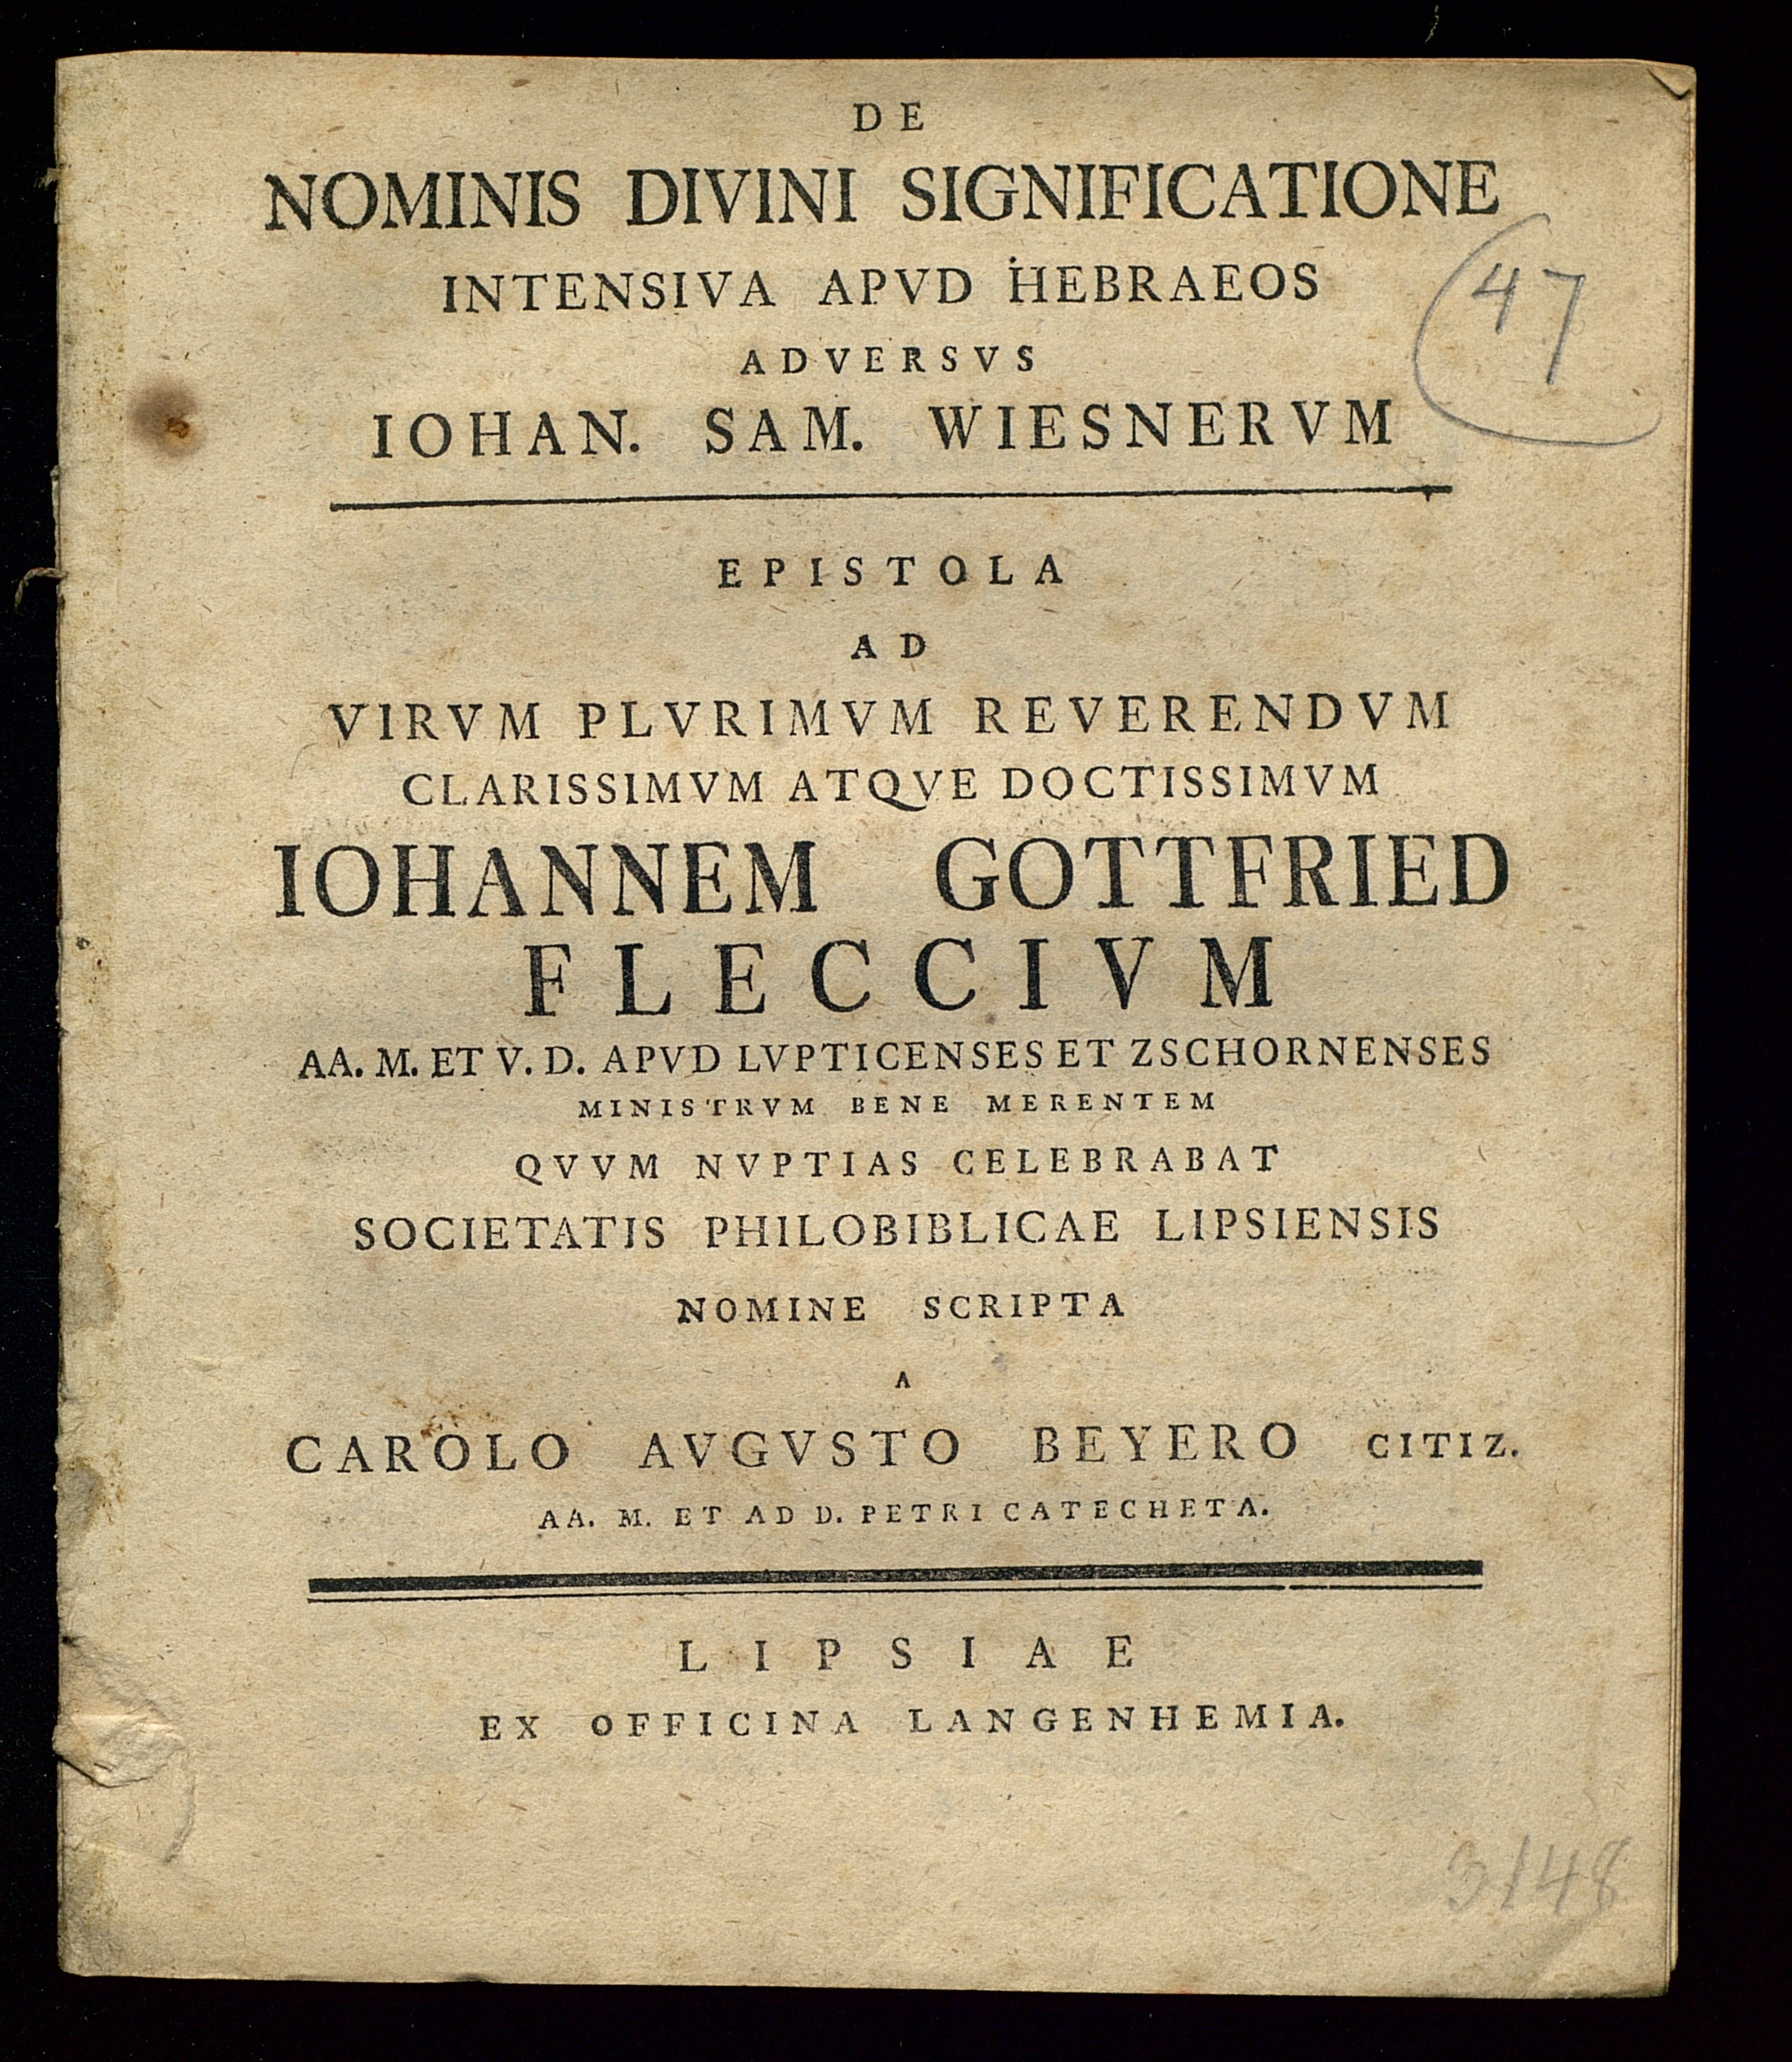 DE
NOMINIS DIVINI SIGNIFICATIONE
INTENSIVA APVD HEBRAEOS
ADVERSVS
IOHAN. SAM. WIESNERVM
47
EPISTOLA
AD
VIRVM PLVRIMVM REVERENDVM
CLARISSIMVM ATQVE DOCTISSIMVM
IOHANNEM GOTTFRIED
FLECCIVM
AA. M. ET V. D. APVD LVPTICENSES ET ZSCHORNENSES
MINISTRVM BENE MERENTEM
QVVM NVPTIAS CELEBRABAT
SOCIETATIS PHILOBIBLICAE LIPSIENSIS
NOMINE SCRIPTA
A
CAROLO AVGVSTO BEYERO CITIZ.
AA. M. ET AD D. PETRI CATECHETA.
LIPSIAE
EX OFFICINA LANGENHEMIA.
3148